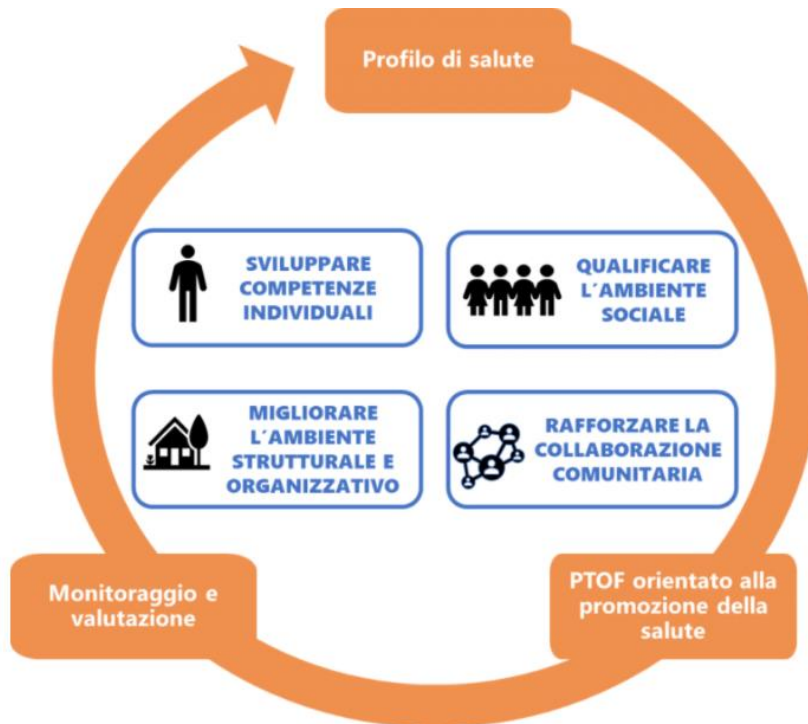 Profilo di salute
SVILUPPARE
COMPETENZE
INDIVIDUALI
QUALIFICARE
L´AMBIENTE
SOCIALE
MIGLIORARE
L´AMBIENTE
STRUTTURALE E
ORGANIZZATIVO
RAFFORZARE LA
COLLABORAZIONE
COMUNITARIA
Monitoraggio e
valutazione
PTOF orientato alla
promozione della
salute